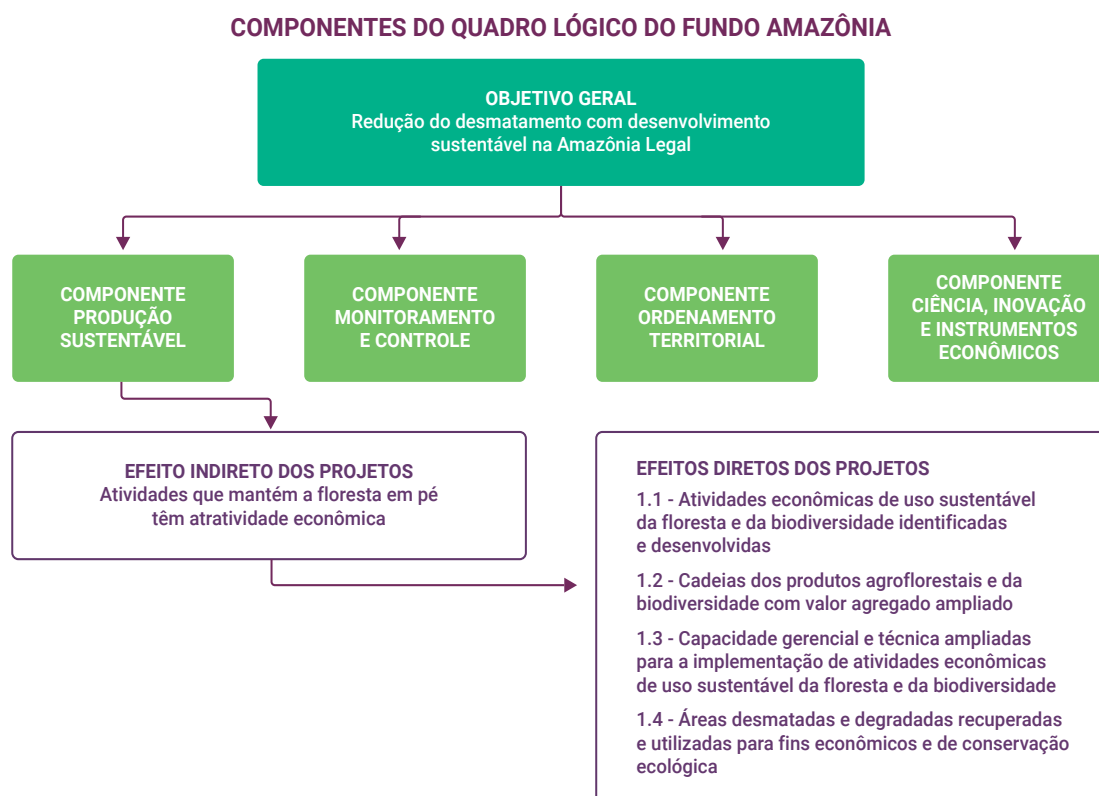 COMPONENTES DO QUADRO LÓGICO DO FUNDO AMAZÔNIA
OBJETIVO GERAL
Redução do desmatamento com desenvolvimento
sustentável na Amazônia Legal
COMPONENTE
PRODUÇÃO
SUSTENTÁVEL
COMPONENTE
MONITORAMENTO
E CONTROLE
COMPONENTE
ORDENAMENTO
TERRITORIAL
COMPONENTE
CIÊNCIA, INOVAÇÃO
E INSTRUMENTOS
ECONÔMICOS
EFEITO INDIRETO DOS PROJETOS
Atividades que mantém a floresta em pé
têm atratividade econômica
EFEITOS DIRETOS DOS PROJETOS
1.1 - Atividades econômicas de uso sustentável
da floresta e da biodiversidade identificadas
e desenvolvidas
1.2 - Cadeias dos produtos agroflorestais e da
biodiversidade com valor agregado ampliado
1.3 - Capacidade gerencial e técnica ampliadas
para a implementação de atividades econômicas
de uso sustentável da floresta e da biodiversidade
1.4 - Áreas desmatadas e degradadas recuperadas
e utilizadas para fins econômicos e de conservação
ecológica